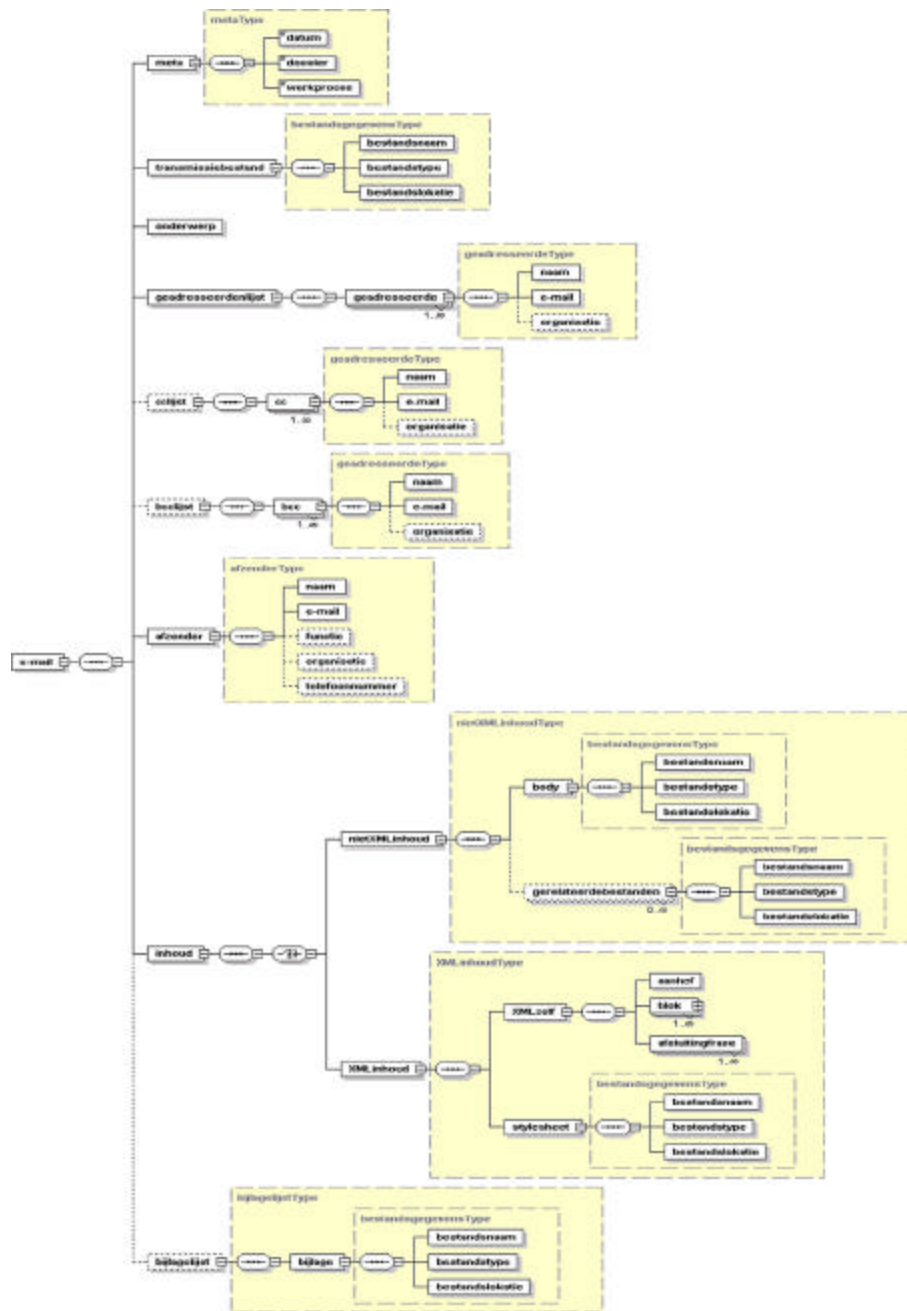 metaType
datum
dossier
meta
werkproces
bestandsgegevensType
bestandsnaam
transmissiebestand
bestandstype
bestandslokatie
onderwerp
geadresseerdeType
naam
geadresseerdenlijst
geadresseerde
e-mail
1..∞
organisatie
geadresseerdeType
naam
cclijst
cc
e-mail
1..∞
organisatie
geadresseerdeType
naam
bcclijst
bcc
e-mail
1..∞
organisatie
afzenderType
naam
e-mail
afzender
functie
organisatie
e-mail
telefoonnummer
nietXMLinhoudType
bestandsgegevensType
bestandsnaam
body
bestandstype
bestandslokatie
nietXMLinhoud
bestandsgegevensType
bestandsnaam
gerelateerdebestanden
bestandstype
0..∞
bestandslokatie
inhoud
XMLinhoudType
aanhef
XMLzelf
blok
1..∞
afsluitingfrase
1..∞
XMLinhoud
bestandsgegevensType
bestandsnaam
stylesheet
bestandstype
bestandslokatie
bijlagelijstType
bestandsgegevensType
bestandsnaam
bijlagelijst
bijlage
bestandstype
bestandslokatie